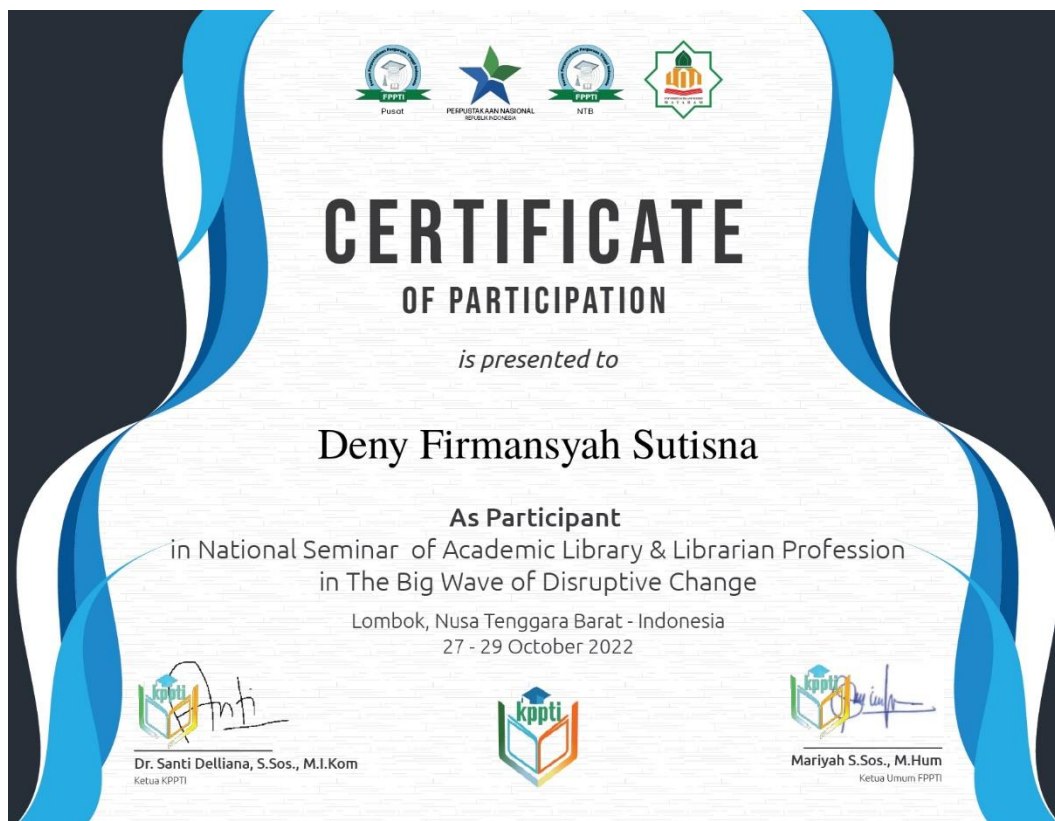 FPPTI
Pusat
PERPUSTAKAAN NASIONAL
REPUBLIK INDONESIA
FPPTI
NTB
MATARAM
CERTIFICATE
OF PARTICIPATION
is presented to
Deny Firmansyah Sutisna
As Participant
in National Seminar of Academic Library & Librarian Profession
in The Big Wave of Disruptive Change
Lombok, Nusa Tenggara Barat - Indonesia
27 - 29 October 2022
kppti
Dr. Santi Delliana, S.Sos., M.I.Kom
Ketua KPPTI
kppti
kppti
Mariyah S.Sos., M.Hum
Ketua Umum FPPTI